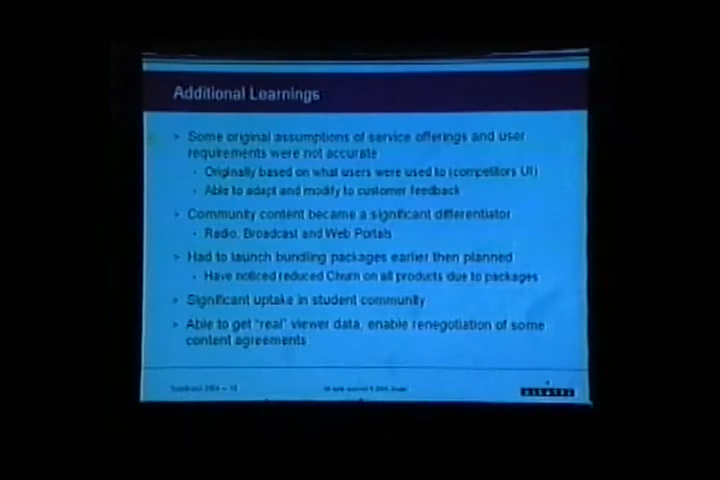 Additional Learnings
> Some original assumptions of service offerings and user
requirements were not accurate
· Originally based on what users were used to (competitors UI)
· Able to adapt and modify to customer feedback
> Community content became a significant differentiator
· Radio, Broadcast and Web Portals
> Had to launch bundling packages earlier then planned
· Have noticed reduced Churn on all products due to packages
> Significant uptake in student community
> Able to get "real" viewer data, enable renegotiation of some
content agreements
ALCATEL